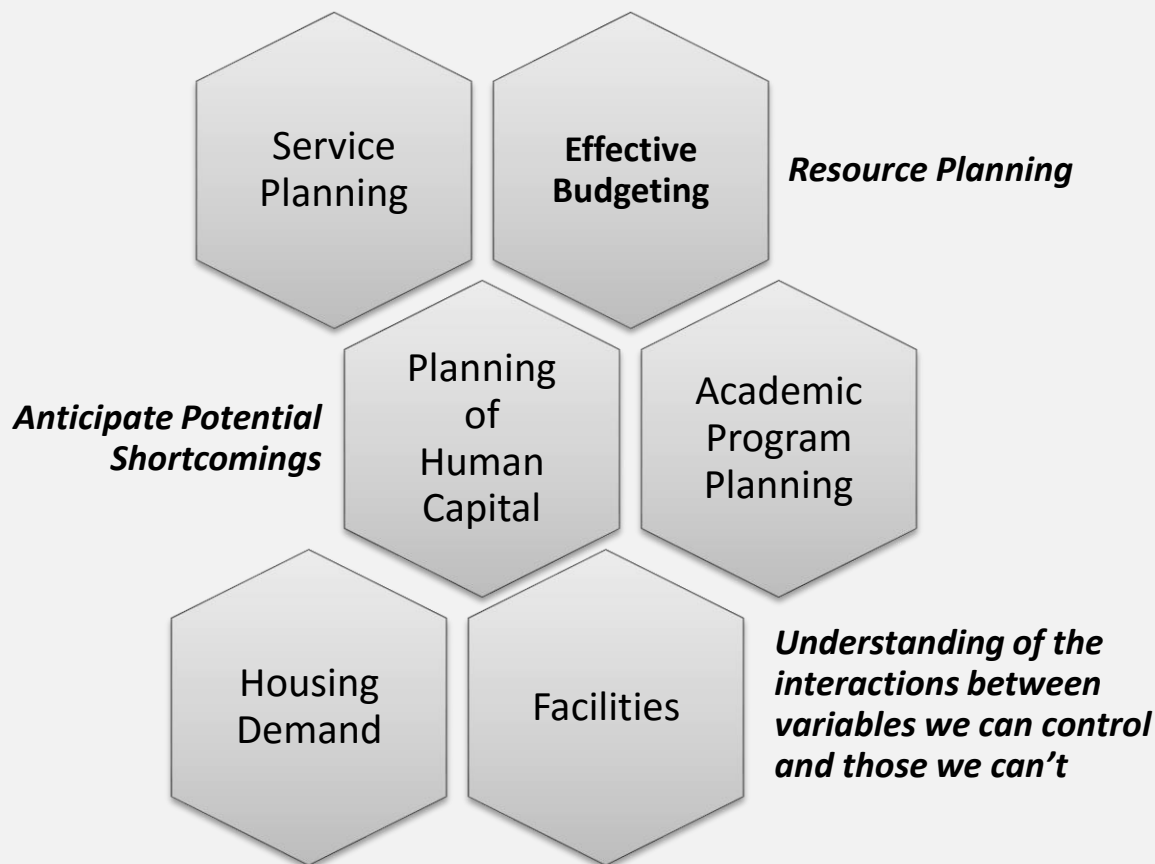 Service
Planning
Effective
Budgeting
Resource Planning
Anticipate Potential
Shortcomings
Planning
of
Human
Capital
Academic
Program
Planning
Housing
Demand
Facilities
Understanding of the
interactions between
variables we can control
and those we can’t